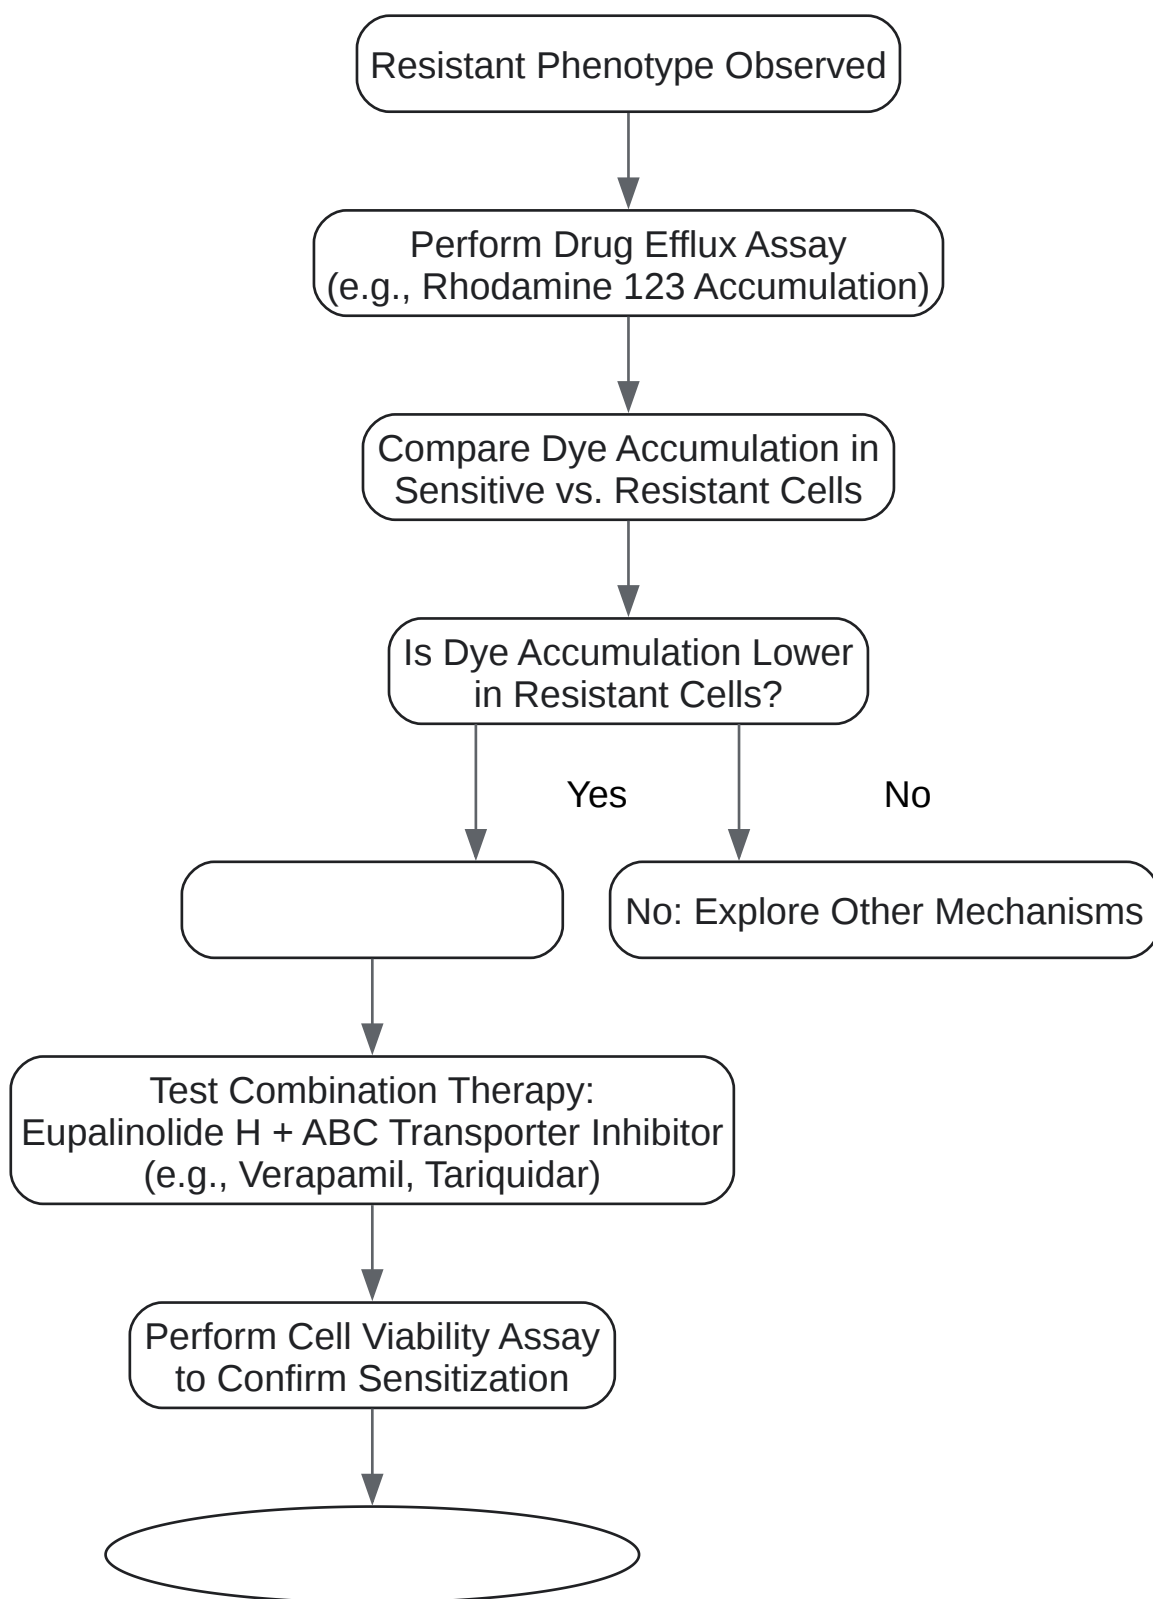 Resistant Phenotype Observed
Perform Drug Efflux Assay
(e.g., Rhodamine 123 Accumulation)
Compare Dye Accumulation in
Sensitive vs. Resistant Cells
Is Dye Accumulation Lower
in Resistant Cells?
Yes
No
No: Explore Other Mechanisms
Test Combination Therapy:
Eupalinolide H + ABC Transporter Inhibitor
(e.g., Verapamil, Tariquidar)
Perform Cell Viability Assay
to Confirm Sensitization